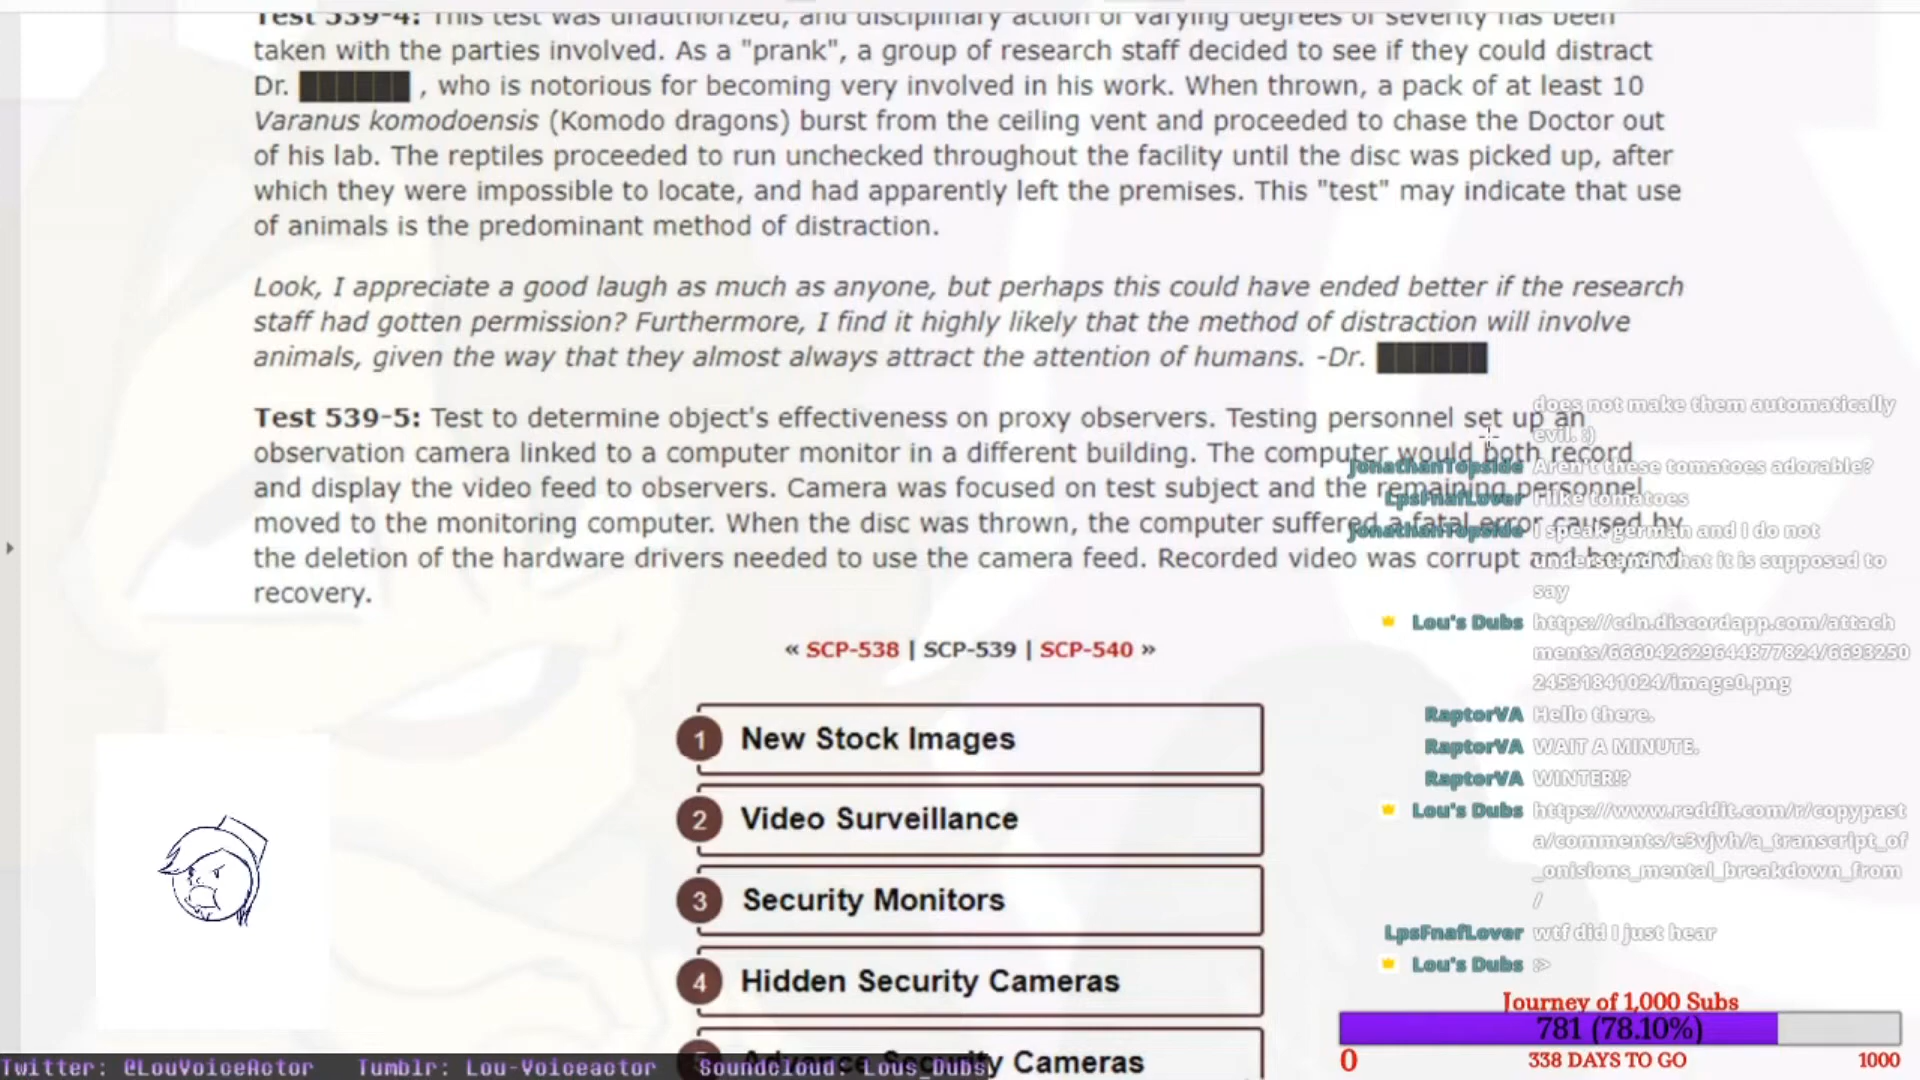 Test 539-4: This test was unauthorized, and disciplinary action of varying degrees of severity has been
taken with the parties involved. As a "prank", a group of research staff decided to see if they could distract
Dr. ██████ , who is notorious for becoming very involved in his work. When thrown, a pack of at least 10
Varanus komodoensis (Komodo dragons) burst from the ceiling vent and proceeded to chase the Doctor out
of his lab. The reptiles proceeded to run unchecked throughout the facility until the disc was picked up, after
which they were impossible to locate, and had apparently left the premises. This "test" may indicate that use
of animals is the predominant method of distraction.
Look, I appreciate a good laugh as much as anyone, but perhaps this could have ended better if the research
staff had gotten permission? Furthermore, I find it highly likely that the method of distraction will involve
animals, given the way that they almost always attract the attention of humans. -Dr. ██████
Test 539-5: Test to determine object's effectiveness on proxy observers. Testing personnel set up an
observation camera linked to a computer monitor in a different building. The computer would both record
and display the video feed to observers. Camera was focused on test subject and the remaining personnel
moved to the monitoring computer. When the disc was thrown, the computer suffered a fatal error caused by
the deletion of the hardware drivers needed to use the camera feed. Recorded video was corrupt and beyond
recovery.
« SCP-538 | SCP-539 | SCP-540 »
1 New Stock Images
2 Video Surveillance
3 Security Monitors
4 Hidden Security Cameras
Advance Security Cameras
does not make them automatically
evil. :)
JonathanTopside Aren't these tomatoes adorable?
LpsFnafLover I like tomatoes
JonathanTopside I speak german and I do not
understand what it is supposed to
say
Lou's Dubs https://cdn.discordapp.com/attach
ments/666042629644877824/6693250
24531841024/image0.png
RaptorVA Hello there.
RaptorVA WAIT A MINUTE.
RaptorVA WINTER!?
Lou's Dubs https://www.reddit.com/r/copypast
a/comments/e3vjvh/a_transcript_of
_onisions_mental_breakdown_from
/
LpsFnafLover wtf did I just hear
Lou's Dubs :>
Journey of 1,000 Subs
781 (78.10%)
0 338 DAYS TO GO 1000
Twitter: @LouVoiceActor Tumblr: Lou-Voiceactor Soundcloud: Lous_Dubs